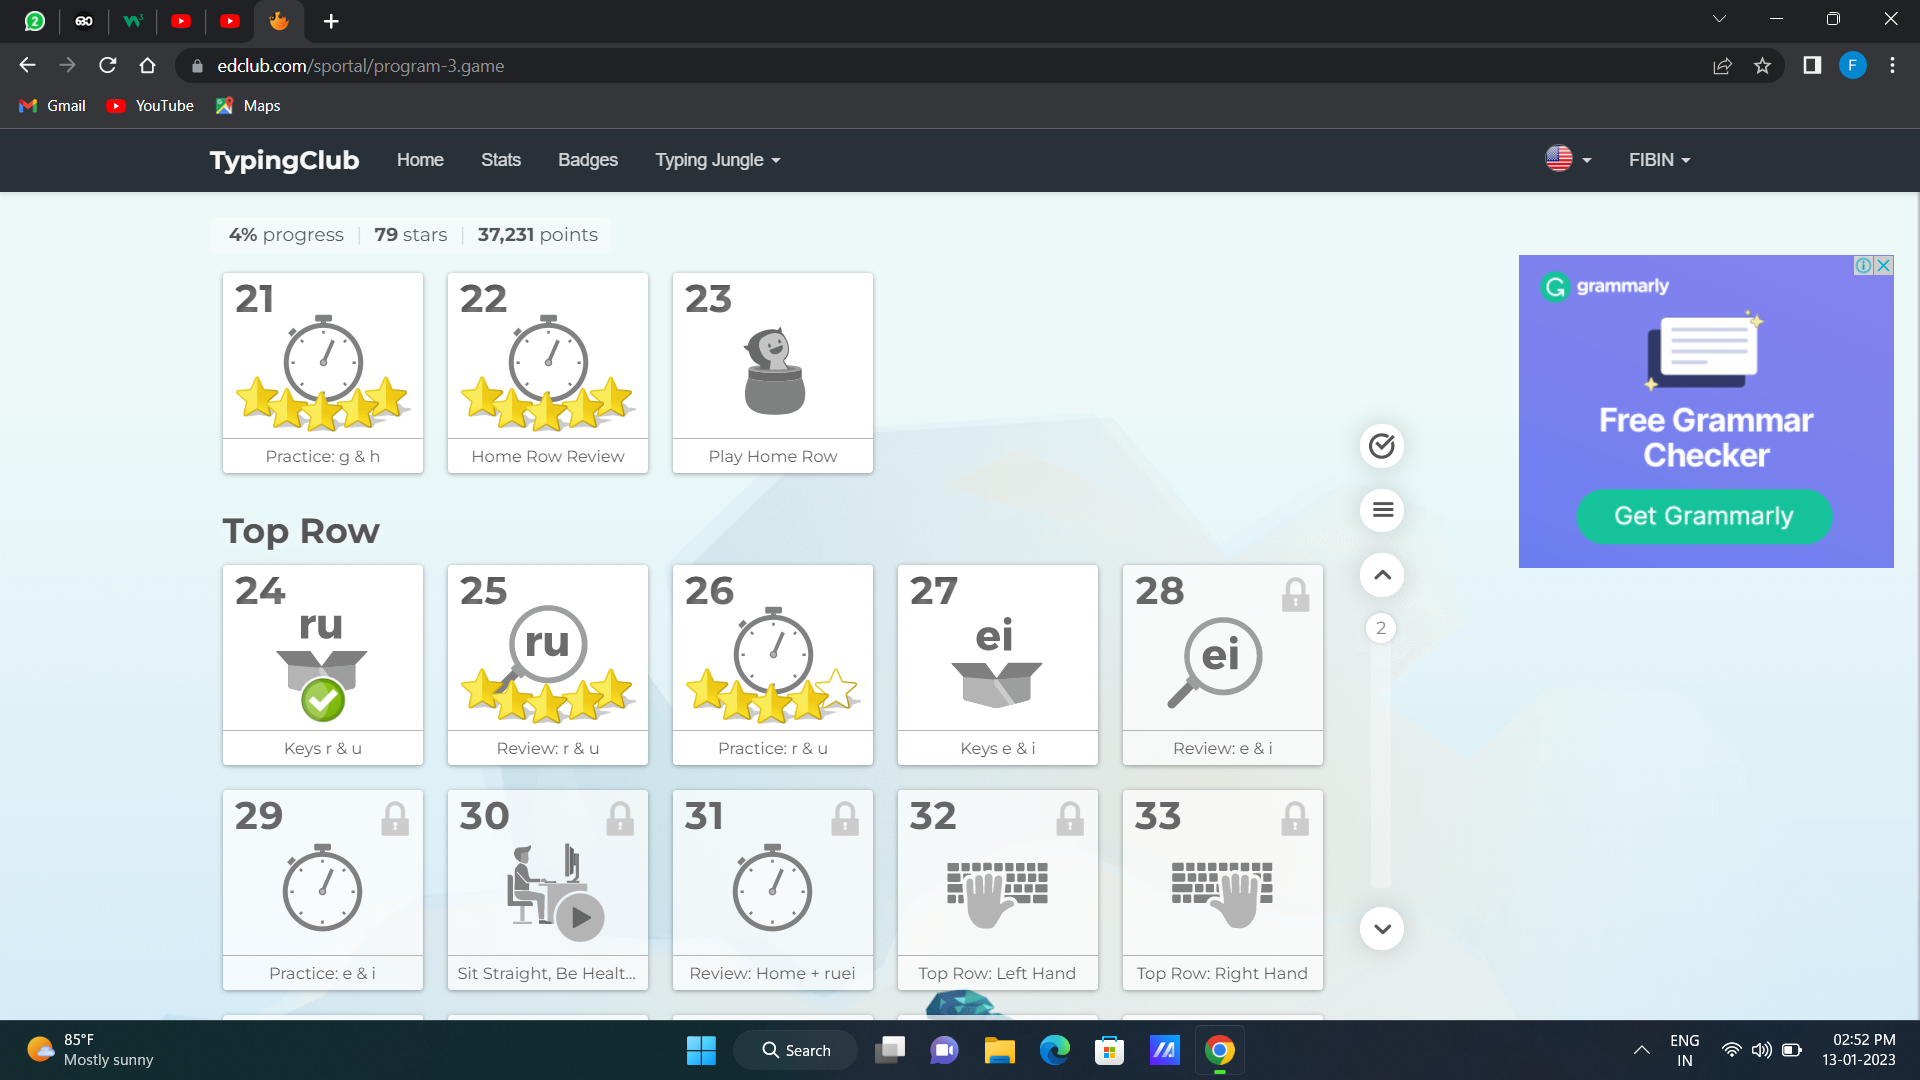 2
edclub.com/sportal/program-3.game
F
Gmail YouTube Maps
TypingClub Home Stats Badges Typing Jungle FIBIN
4% progress 79 stars 37,231 points
21 22 23
Practice: g & h Home Row Review Play Home Row
grammarly
Free Grammar
Checker
Get Grammarly
Top Row
24 25 26 27 28
ru ru ei ei
2
Keys r & u Review: r & u Practice: r & u Keys e & i Review: e & i
29 30 31 32 33
Practice: e & i Sit Straight, Be Healt... Review: Home + ruei Top Row: Left Hand Top Row: Right Hand
85°F
Mostly sunny
Search
ENG
IN
02:52 PM
13-01-2023